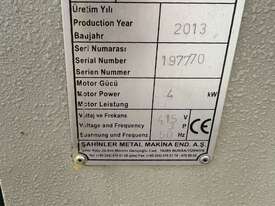 Üretim Yılı
Production Year 2013
Baujahr
Seri Numarası
Serial Number 197770
Serien Nummer
Motor Gücü
Motor Power 4 kW
Motor Leistung
Voltaj ve Frekans 415 V
Voltage and Frequency
Spannung und Frequenz 50 Hz
CE
ŞAHİNLER METAL MAKİNA END. A.Ş.